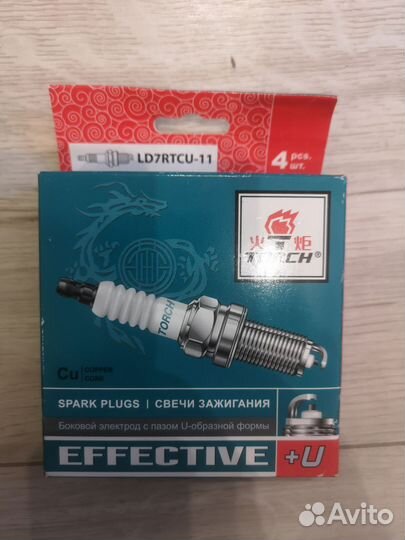 LD7RTCU-11
4 pcs.
шт.
火 炬
TORCH®
TORCH
Cu COPPER
CORE
SPARK PLUGS | СВЕЧИ ЗАЖИГАНИЯ
Боковой электрод с пазом U-образной формы
EFFECTIVE +U
Avito